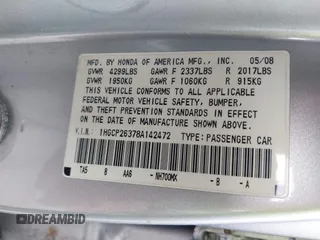 MFD. BY HONDA OF AMERICA MFG., INC. 05/08
GVWR 4299LBS GAWR F 2337LBS R 2017LBS
GVWR 1950KG GAWR F 1060KG R 915KG
THIS VEHICLE CONFORMS TO ALL APPLICABLE
FEDERAL MOTOR VEHICLE SAFETY, BUMPER,
AND THEFT PREVENTION STANDARDS IN EFFECT
ON THE DATE OF MANUFACTURE SHOWN ABOVE.
V.I.N.: 1HGCP26378A142472 TYPE: PASSENGER CAR
TA5 8 AA6 -NH700MX -B -A
DREAMBID